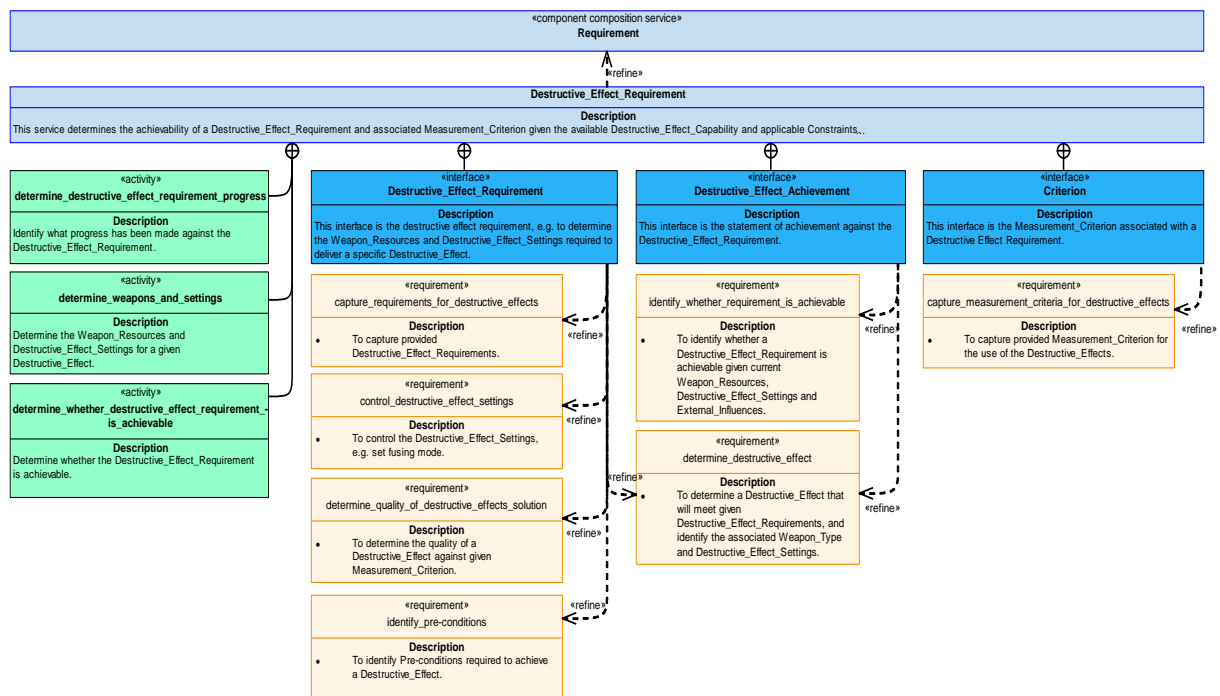 «component composition service»
Requirement
«refine»
Destructive_Effect_Requirement
Description
This service determines the achievability of a Destructive_Effect_Requirement and associated Measurement_Criterion given the available Destructive_Effect_Capability and applicable Constraints...
«activity»
determine_destructive_effect_requirement_progress
Description
Identify what progress has been made against the
Destructive_Effect_Requirement.
«activity»
determine_weapons_and_settings
Description
Determine the Weapon_Resources and
Destructive_Effect_Settings for a given
Destructive_Effect.
«activity»
determine_whether_destructive_effect_requirement_-
is_achievable
Description
Determine whether the Destructive_Effect_Requirement
is achievable.
«interface»
Destructive_Effect_Requirement
Description
This interface is the destructive effect requirement, e.g. to determine
the Weapon_Resources and Destructive_Effect_Settings required to
deliver a specific Destructive_Effect.
«requirement»
capture_requirements_for_destructive_effects
Description
• To capture provided
Destructive_Effect_Requirements.
«refine»
«requirement»
control_destructive_effect_settings
Description
• To control the Destructive_Effect_Settings,
e.g. set fusing mode.
«refine»
«requirement»
determine_quality_of_destructive_effects_solution
Description
• To determine the quality of a
Destructive_Effect against given
Measurement_Criterion.
«refine»
«requirement»
identify_pre-conditions
Description
• To identify Pre-conditions required to achieve
a Destructive_Effect.
«refine»
«interface»
Destructive_Effect_Achievement
Description
This interface is the statement of achievement against the
Destructive_Effect_Requirement.
«requirement»
identify_whether_requirement_is_achievable
Description
• To identify whether a
Destructive_Effect_Requirement is
achievable given current
Weapon_Resources,
Destructive_Effect_Settings and
External_Influences.
«refine»
«requirement»
determine_destructive_effect
Description
• To determine a Destructive_Effect that
will meet given
Destructive_Effect_Requirements, and
identify the associated Weapon_Type
and Destructive_Effect_Settings.
«refine»
«refine»
«interface»
Criterion
Description
This interface is the Measurement_Criterion associated with a
Destructive Effect Requirement.
«requirement»
capture_measurement_criteria_for_destructive_effects
Description
• To capture provided Measurement_Criterion for
the use of the Destructive_Effects.
«refine»